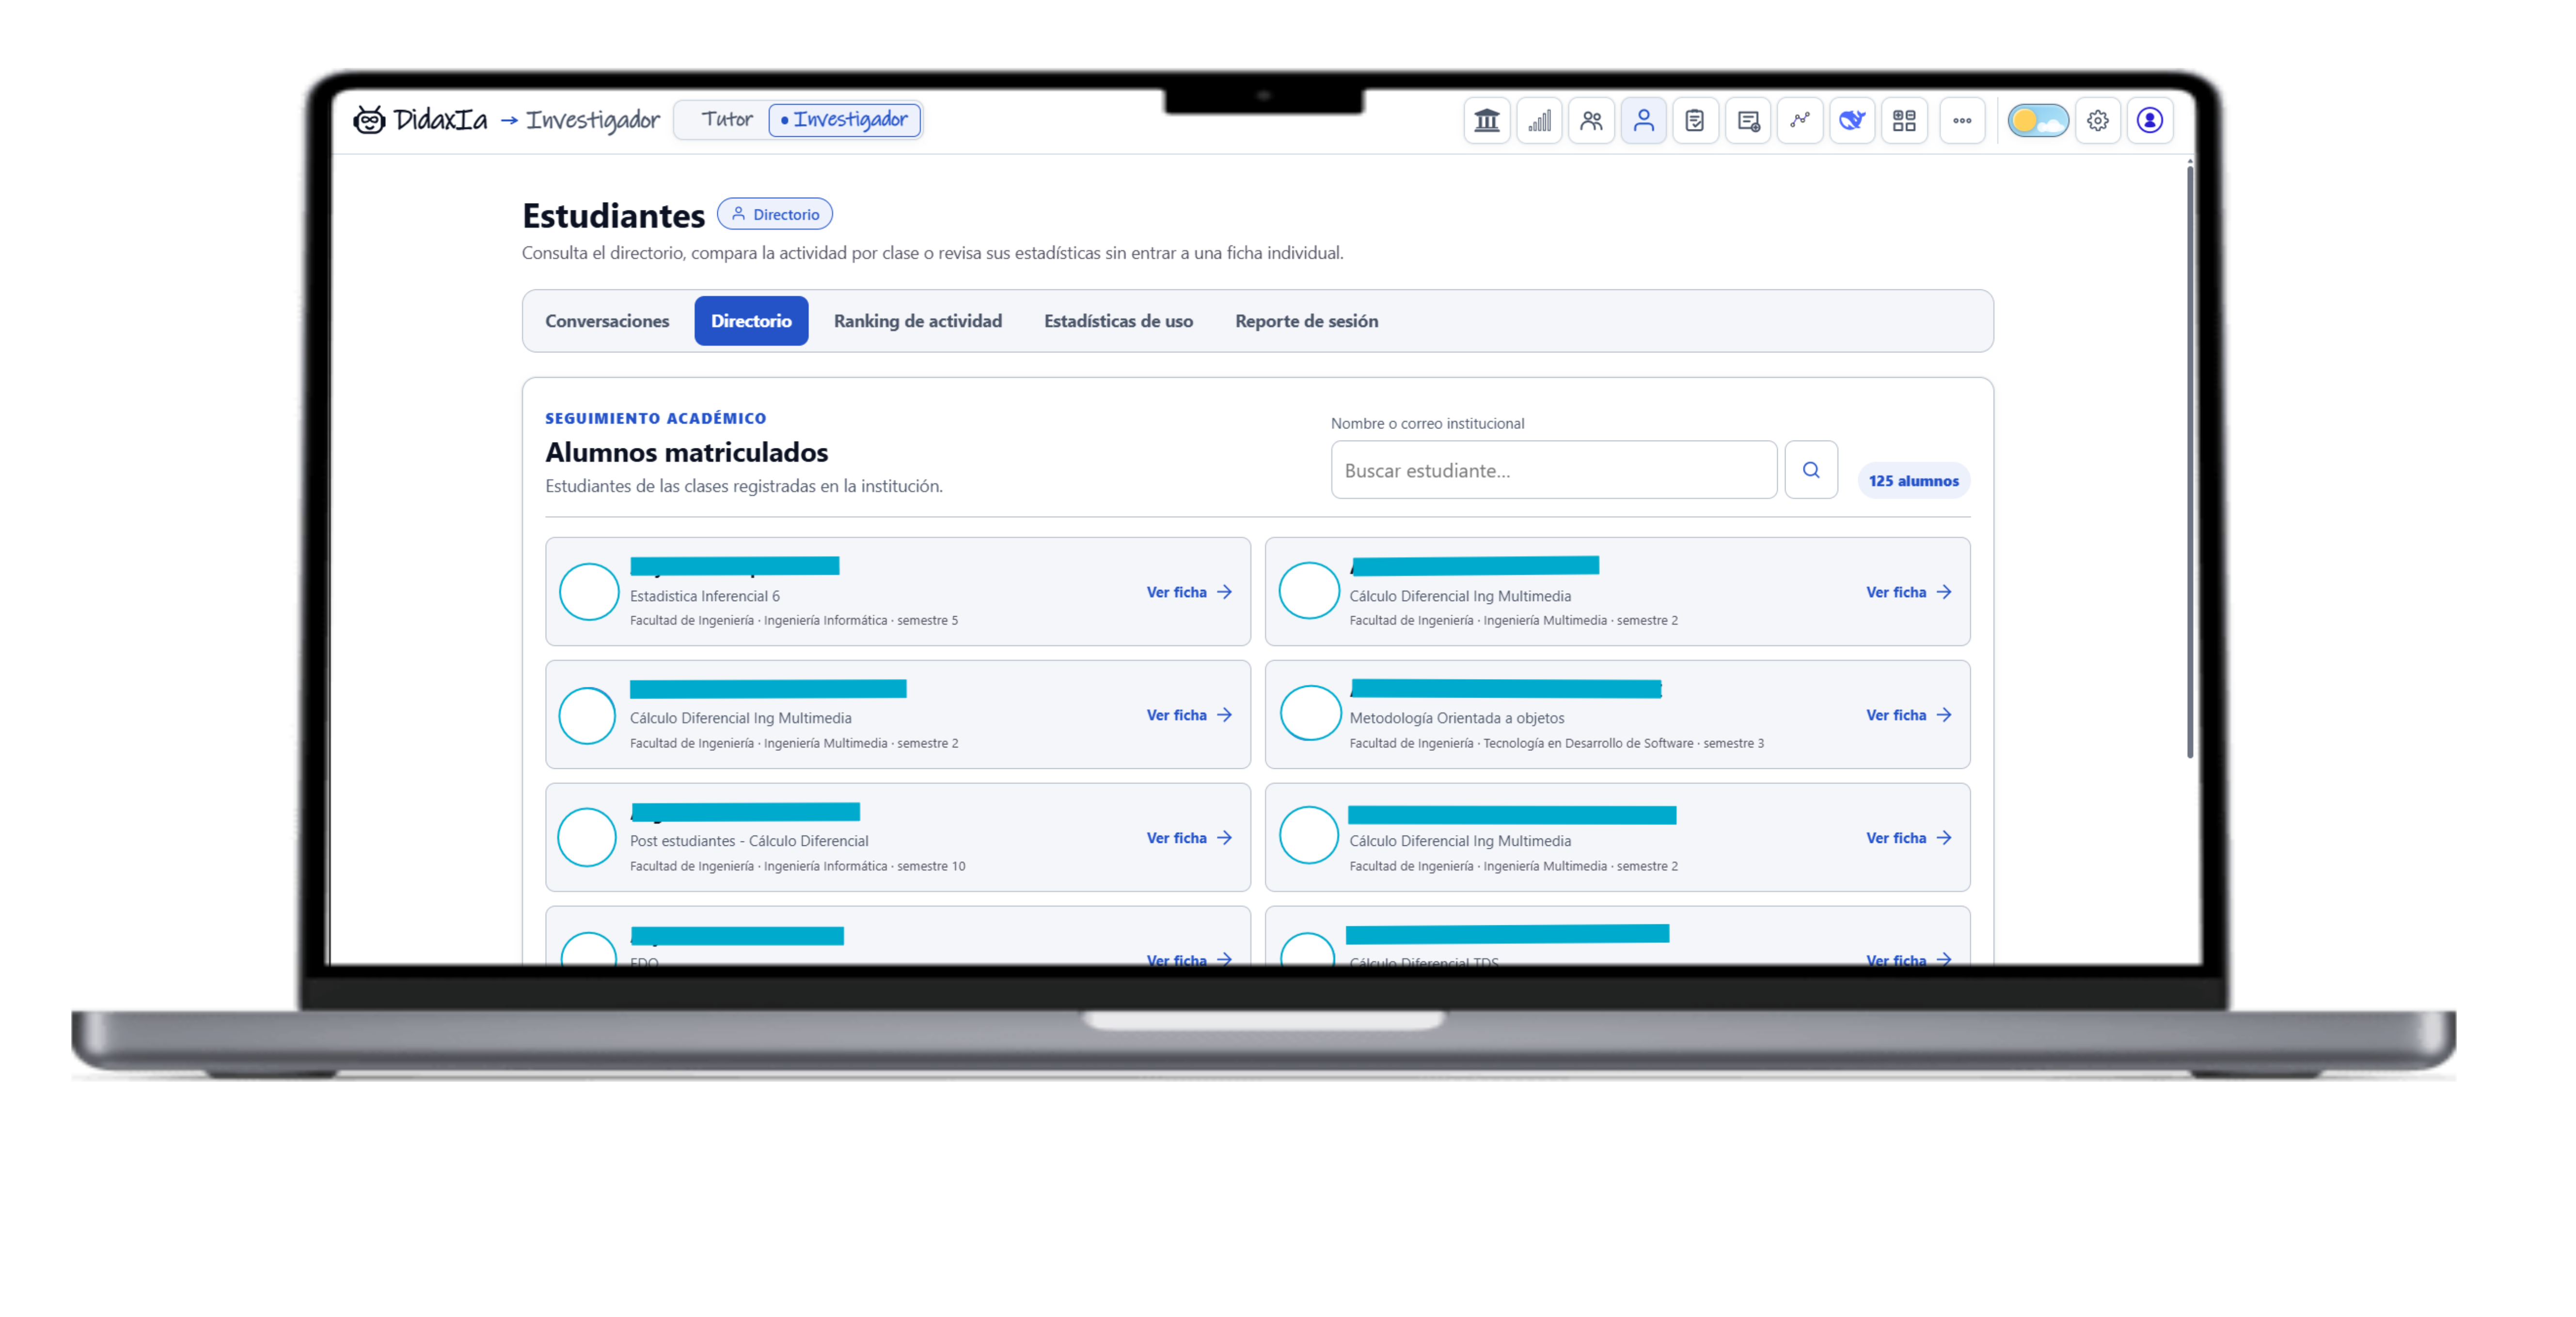 DidaxIa → Investigador Tutor • Investigador
Estudiantes Directorio
Consulta el directorio, compara la actividad por clase o revisa sus estadísticas sin entrar a una ficha individual.
Conversaciones Directorio Ranking de actividad Estadísticas de uso Reporte de sesión
SEGUIMIENTO ACADÉMICO
Alumnos matriculados
Estudiantes de las clases registradas en la institución.
Nombre o correo institucional
Buscar estudiante...
125 alumnos
Estadistica Inferencial 6
Facultad de Ingeniería · Ingeniería Informática · semestre 5
Ver ficha →
Cálculo Diferencial Ing Multimedia
Facultad de Ingeniería · Ingeniería Multimedia · semestre 2
Ver ficha →
Cálculo Diferencial Ing Multimedia
Facultad de Ingeniería · Ingeniería Multimedia · semestre 2
Ver ficha →
Metodología Orientada a objetos
Facultad de Ingeniería · Tecnología en Desarrollo de Software · semestre 3
Ver ficha →
Post estudiantes - Cálculo Diferencial
Facultad de Ingeniería · Ingeniería Informática · semestre 10
Ver ficha →
Cálculo Diferencial Ing Multimedia
Facultad de Ingeniería · Ingeniería Multimedia · semestre 2
Ver ficha →
EDO
Ver ficha →
Cálculo Diferencial TDS
Ver ficha →